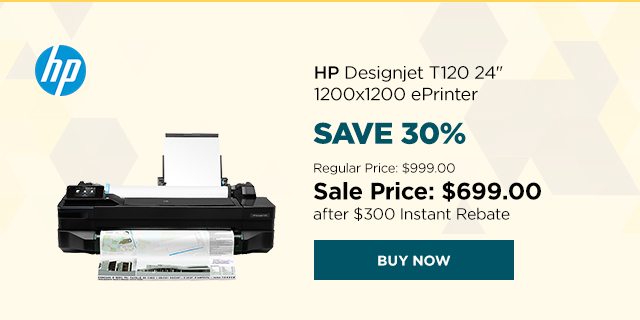 hp
HP Designjet T120 24"
1200x1200 ePrinter
SAVE 30%
Regular Price: $999.00
Sale Price: $699.00
after $300 Instant Rebate
BUY NOW